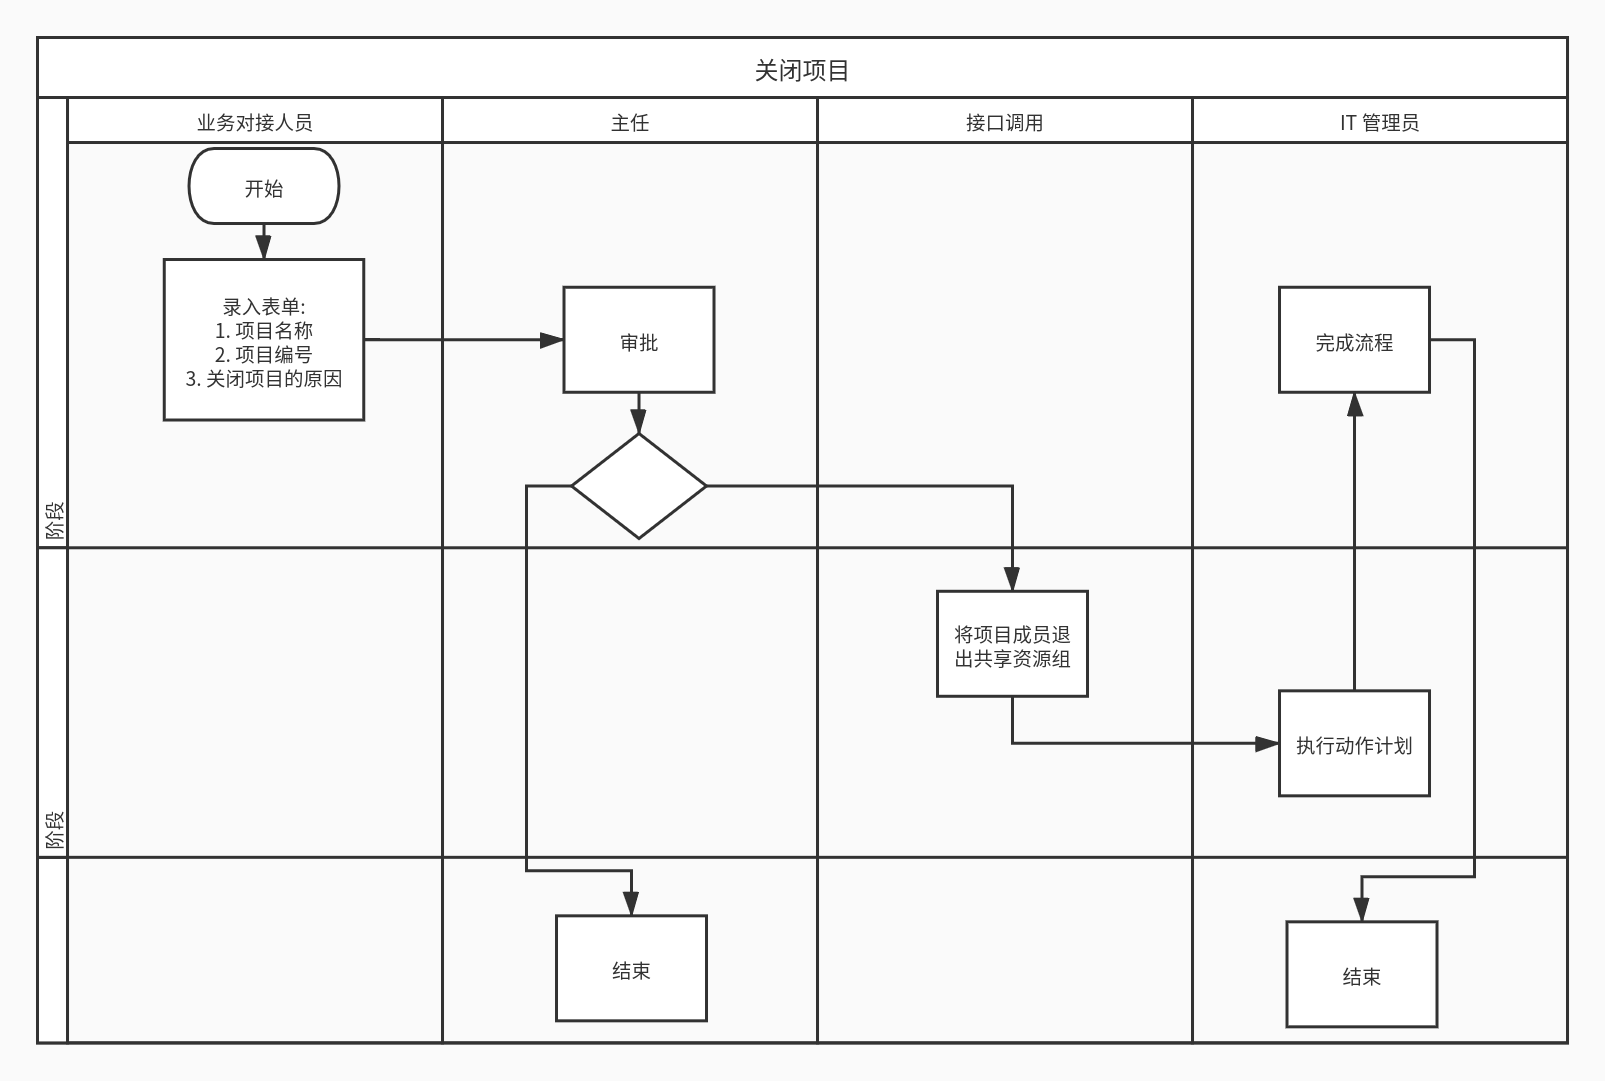 关闭项目
业务对接人员
主任
接口调用
IT 管理员
开始
录入表单:
1. 项目名称
2. 项目编号
3. 关闭项目的原因
审批
完成流程
阶段
将项目成员退
出共享资源组
执行动作计划
阶段
结束
结束